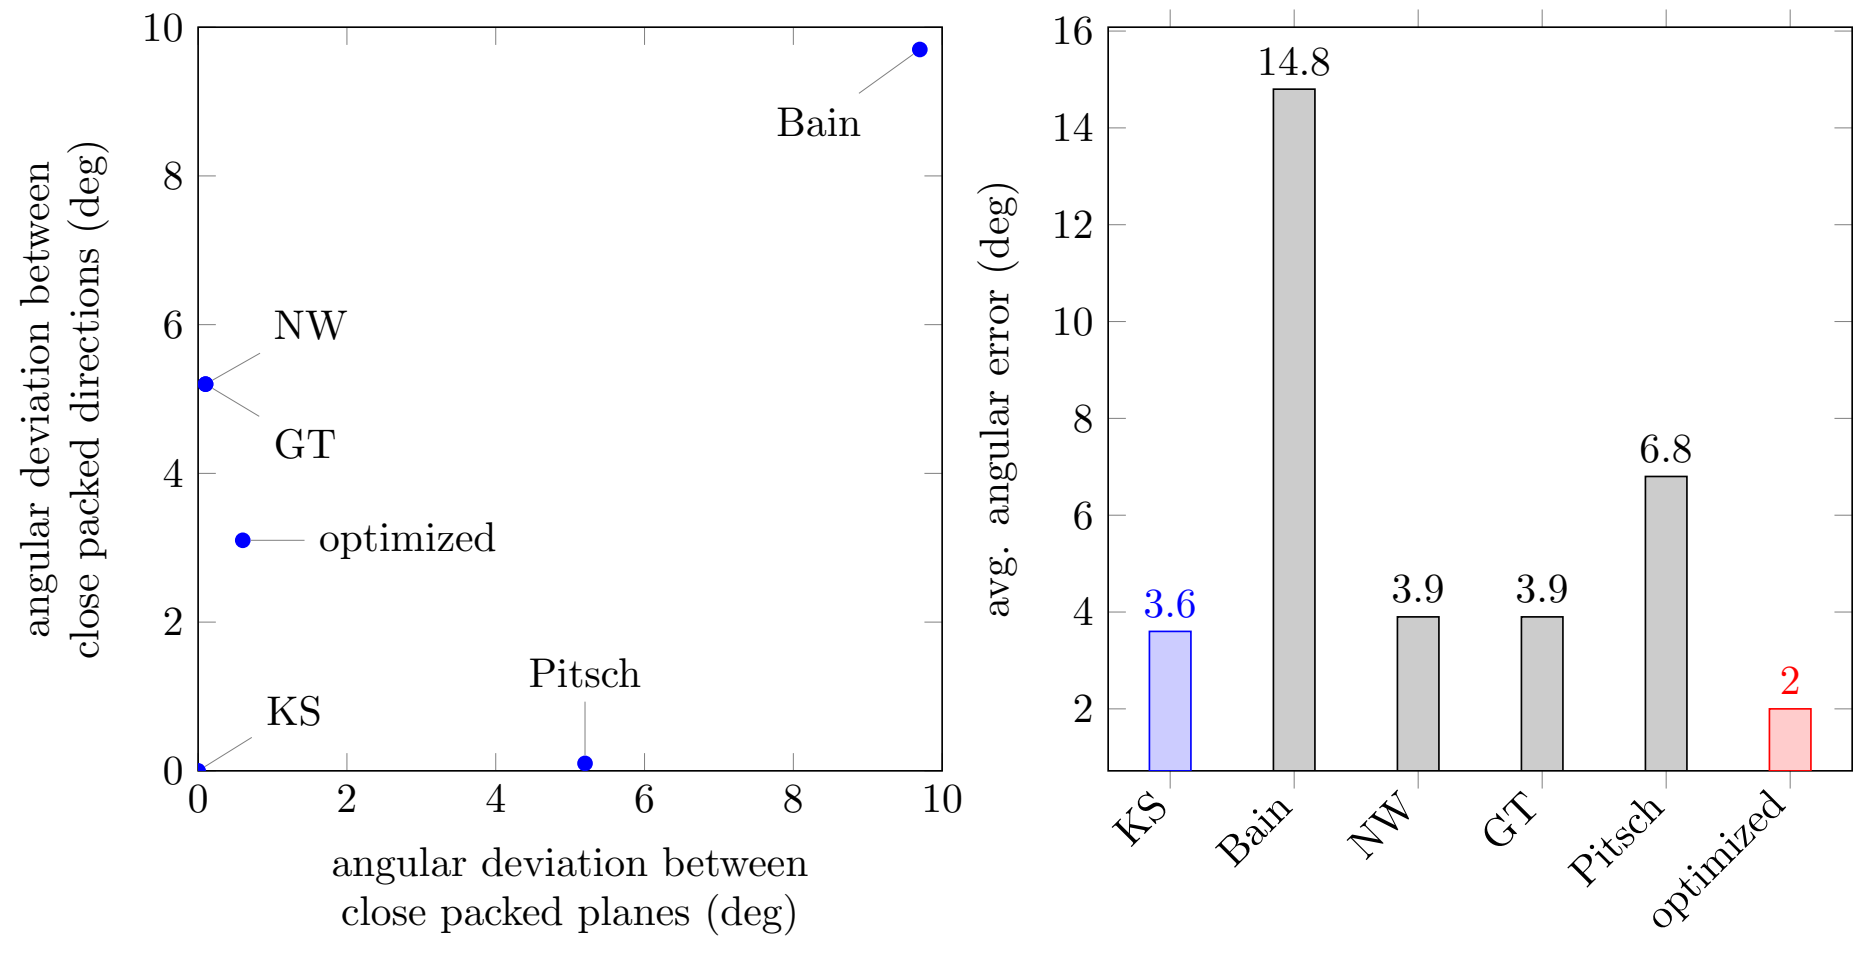 angular deviation between
close packed directions (deg)
10
8
6
4
2
0
Bain
NW
GT
optimized
Pitsch
KS
0 2 4 6 8 10
angular deviation between
close packed planes (deg)
avg. angular error (deg)
16
14
12
10
8
6
4
2
3.6
14.8
3.9
3.9
6.8
2
KS
Bain
NW
GT
Pitsch
optimized